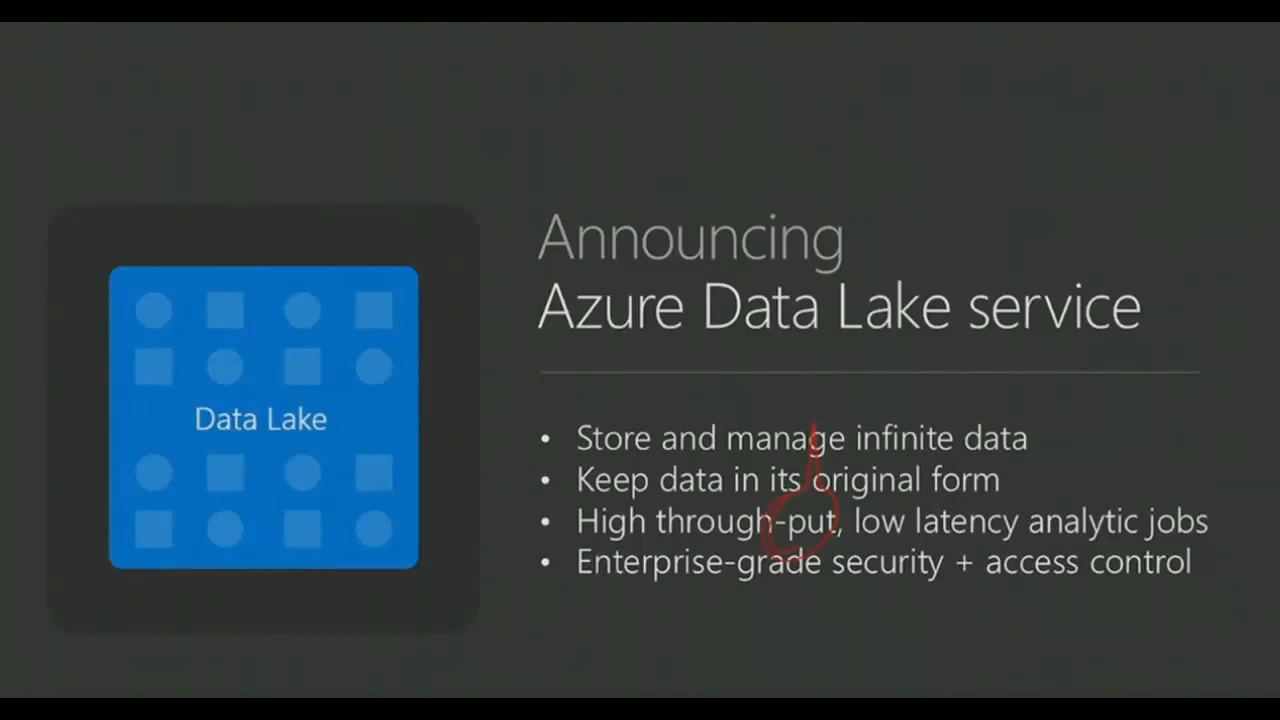 Announcing
Azure Data Lake service
Data Lake
• Store and manage infinite data
• Keep data in its original form
• High through-put, low latency analytic jobs
• Enterprise-grade security + access control